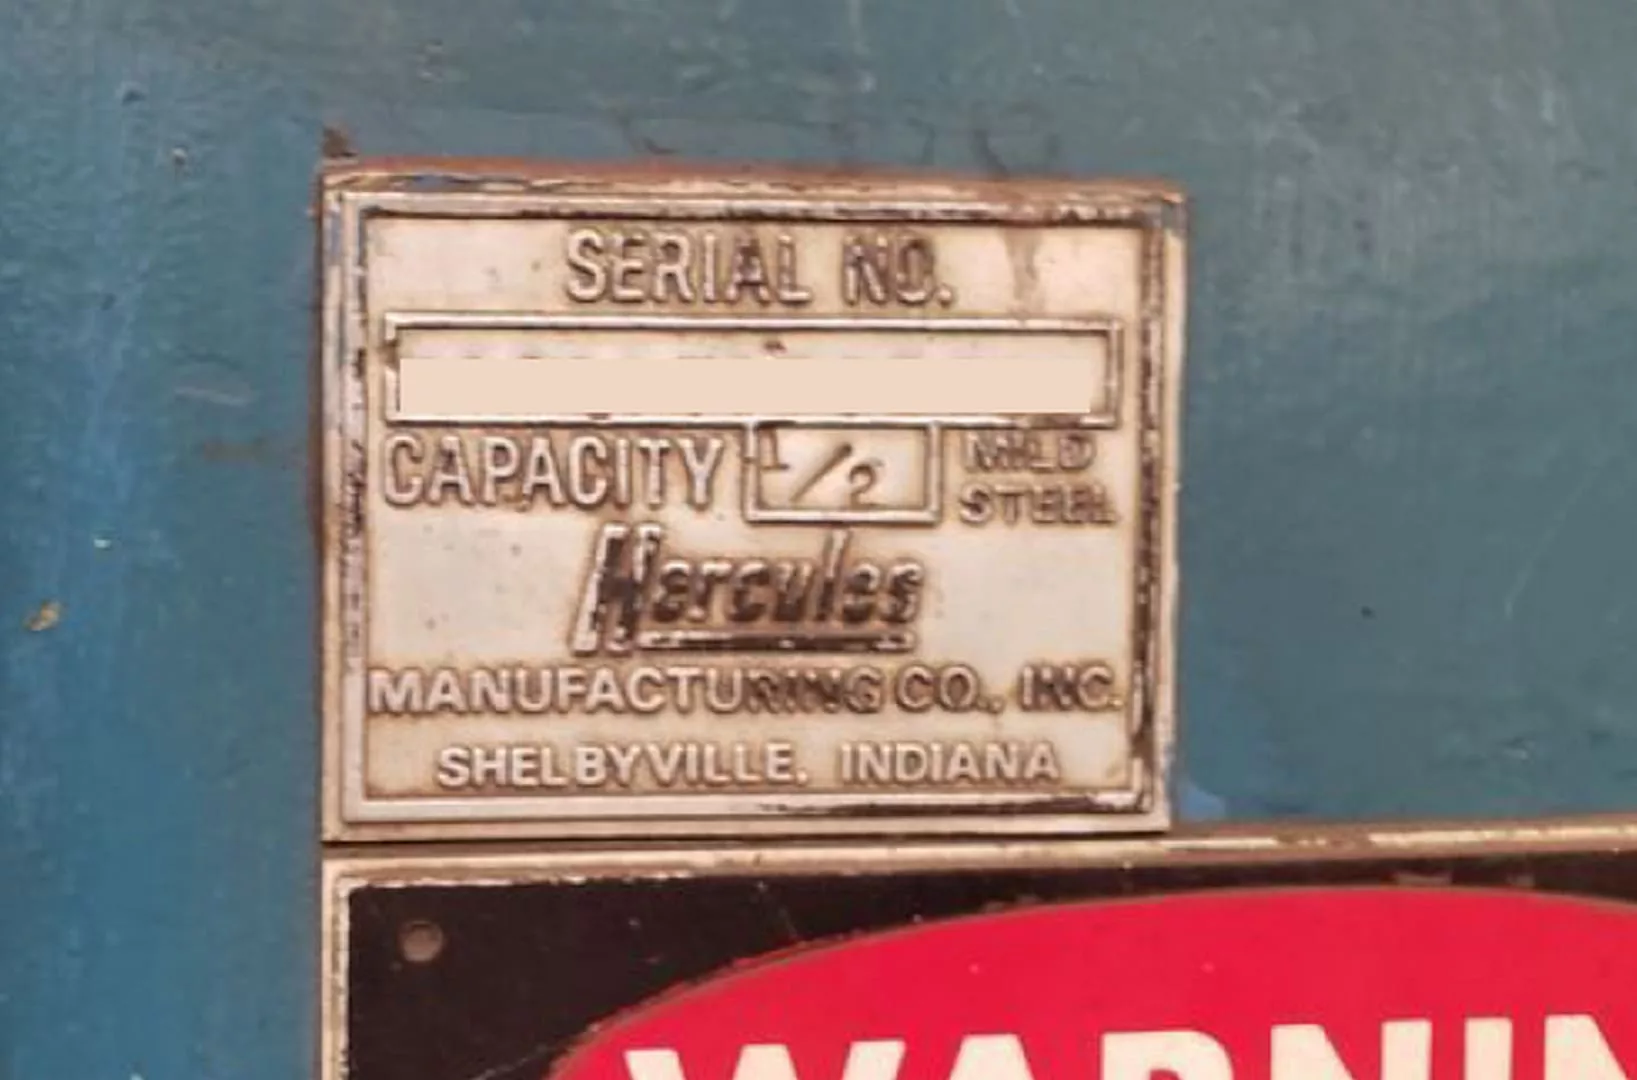 SERIAL NO.
CAPACITY 1/2 MILD STEEL
Hercules
MANUFACTURING CO., INC.
SHELBYVILLE, INDIANA